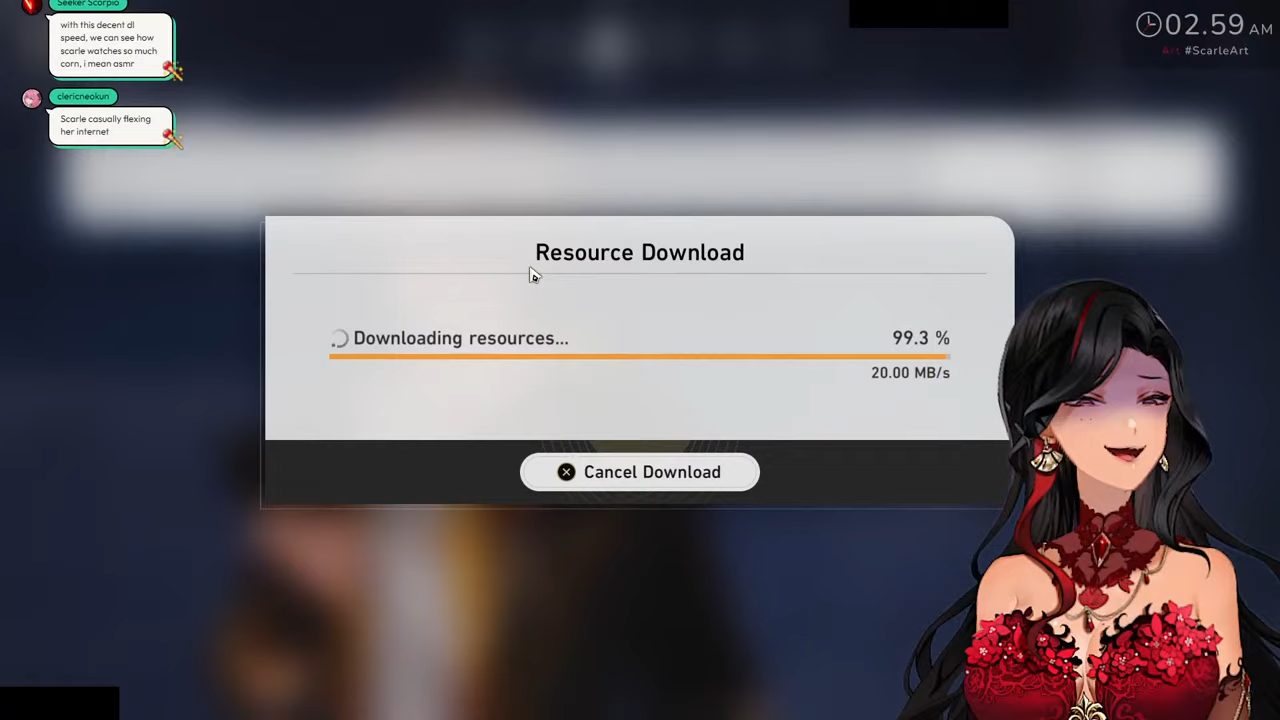 Seeker Scorpio
with this decent dl
speed, we can see how
scarle watches so much
corn, i mean asmr
clericneokun
Scarle casually flexing
her internet
02.59 AM
Art #ScarleArt
Resource Download
Downloading resources... 99.3 %
20.00 MB/s
Cancel Download